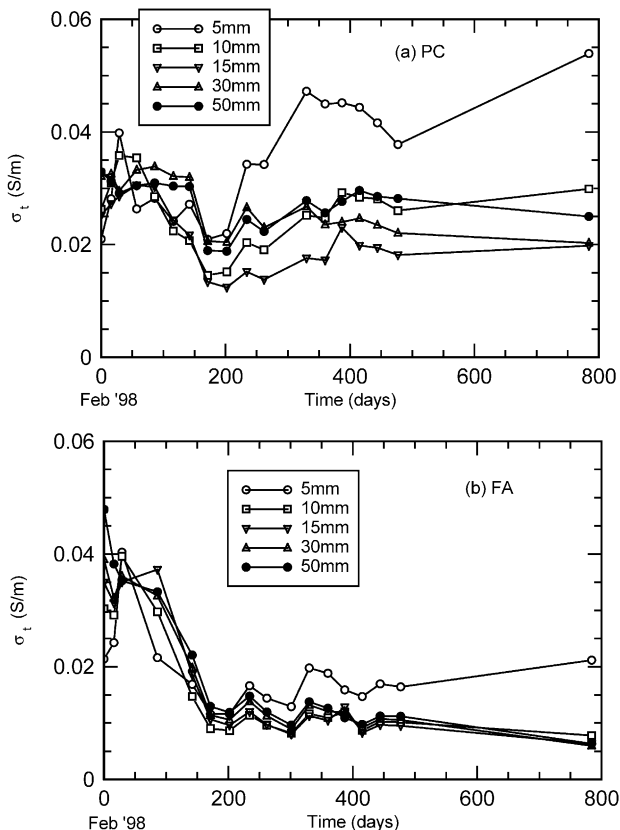 5mm
10mm
15mm
30mm
50mm
(a) PC
0.06
0.04
0.02
0
σt (S/m)
0 200 400 600 800
Feb '98 Time (days)
0.06
0.04
0.02
0
σt (S/m)
5mm
10mm
15mm
30mm
50mm
(b) FA
0 200 400 600 800
Feb '98 Time (days)